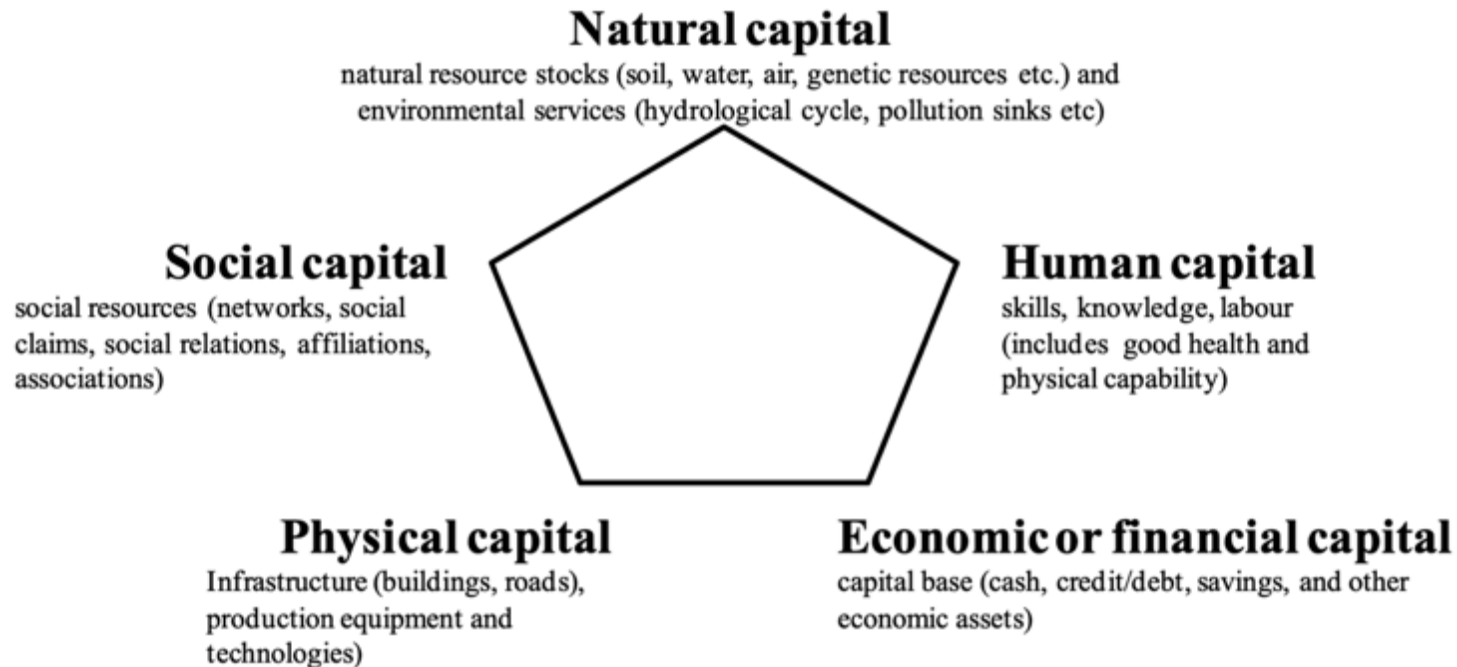 Natural capital
natural resource stocks (soil, water, air, genetic resources etc.) and
environmental services (hydrological cycle, pollution sinks etc)
Social capital
social resources (networks, social
claims, social relations, affiliations,
associations)
Human capital
skills, knowledge, labour
(includes good health and
physical capability)
Physical capital
Infrastructure (buildings, roads),
production equipment and
technologies)
Economic or financial capital
capital base (cash, credit/debt, savings, and other
economic assets)